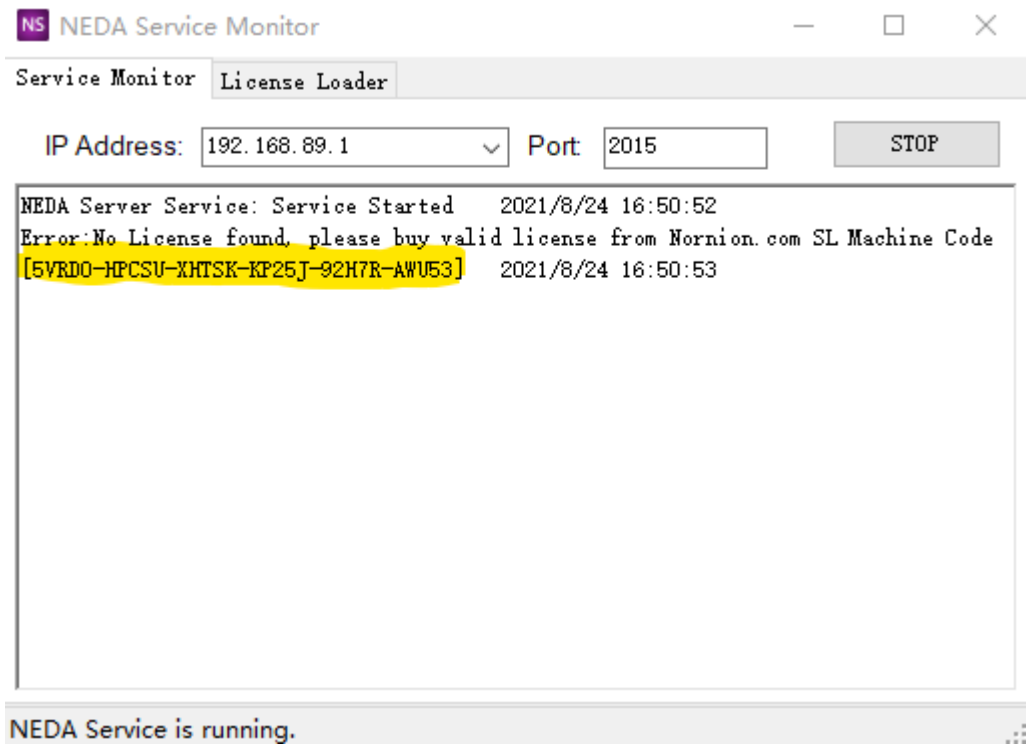 NS NEDA Service Monitor
Service Monitor License Loader
IP Address: 192.168.89.1 Port: 2015 STOP
NEDA Server Service: Service Started 2021/8/24 16:50:52
Error:No License found, please buy valid license from Nornion.com SL Machine Code
[5VRDO-HPCSU-XHTSK-KP25J-92H7R-AWU53] 2021/8/24 16:50:53
NEDA Service is running.